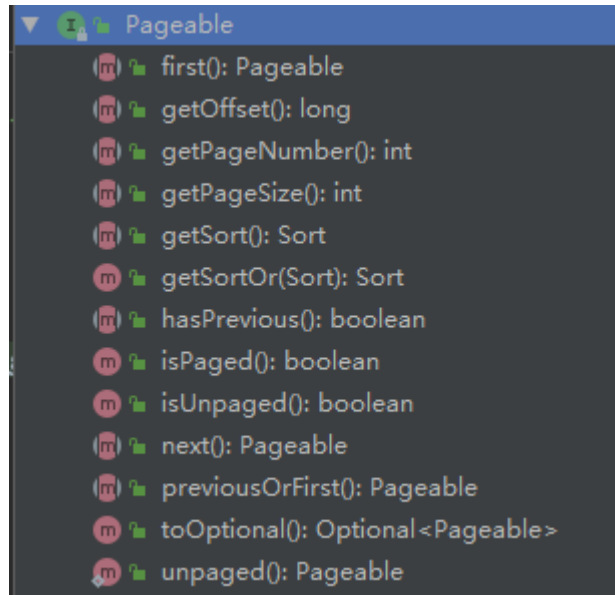 Pageable
first(): Pageable
getOffset(): long
getPageNumber(): int
getPageSize(): int
getSort(): Sort
getSortOr(Sort): Sort
hasPrevious(): boolean
isPaged(): boolean
isUnpaged(): boolean
next(): Pageable
previousOrFirst(): Pageable
toOptional(): Optional<Pageable>
unpaged(): Pageable